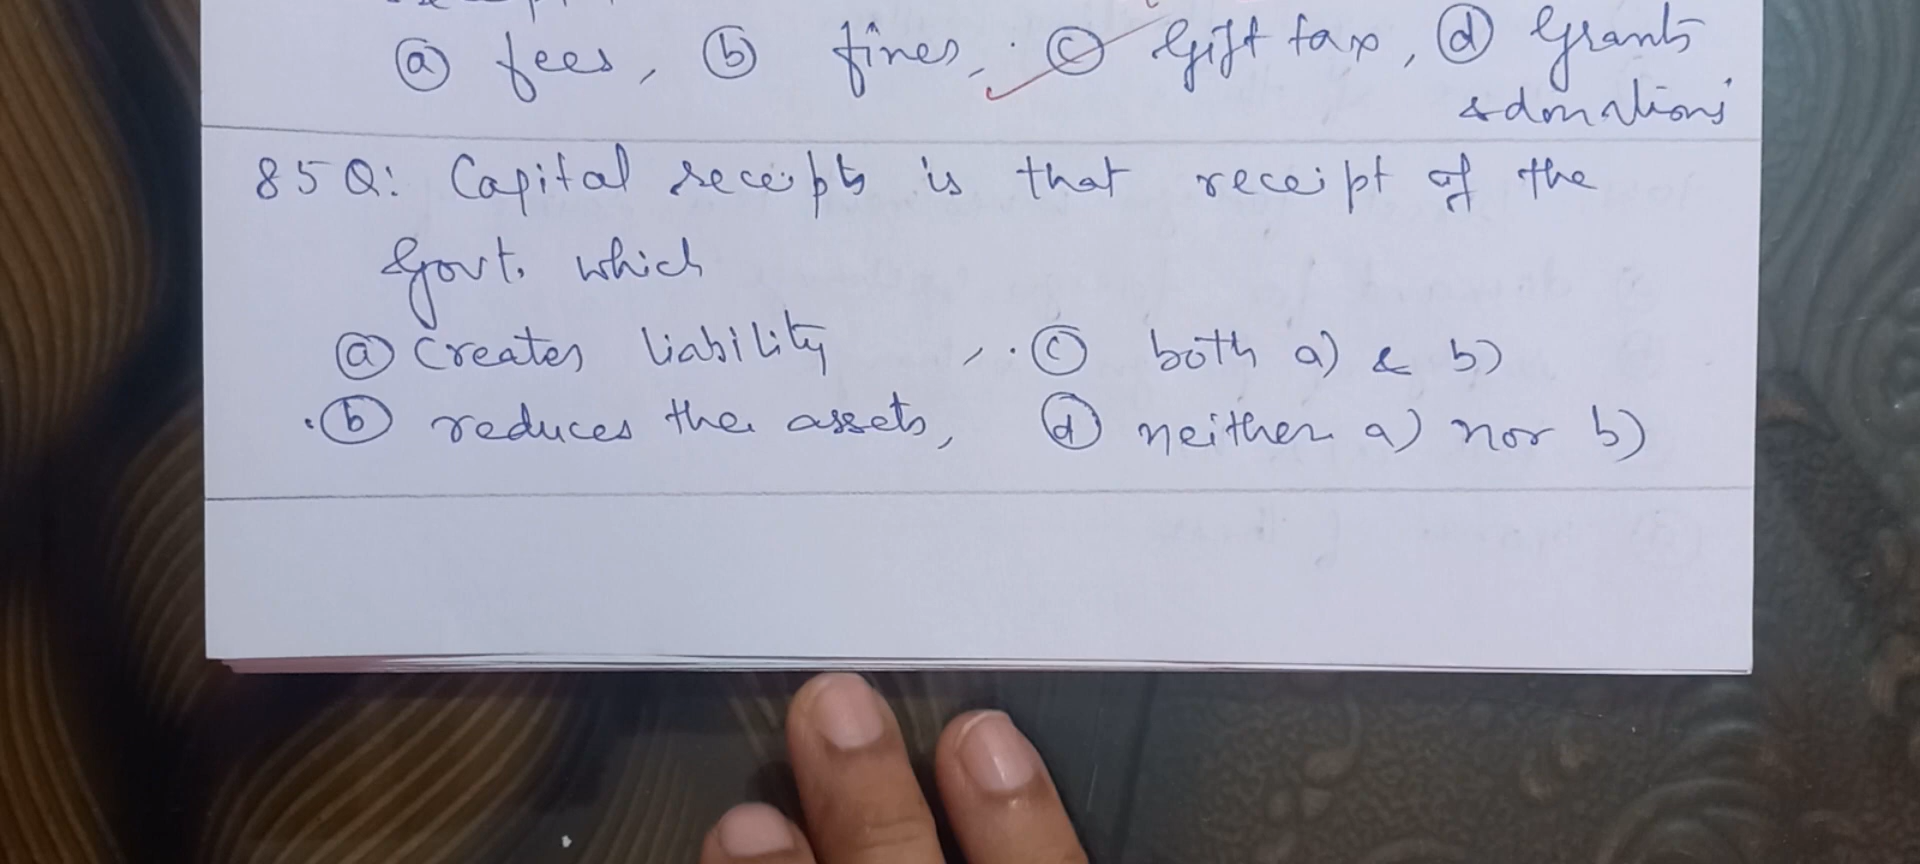 ⓐ fees, ⓑ fines, ⓒ Gift tax, ⓓ Grants
& donations
85 Q: Capital receipts is that receipt of the
Govt. which
ⓐ Creates liability, ⓒ both a) & b)
ⓑ reduces the assets, ⓓ neither a) nor b)